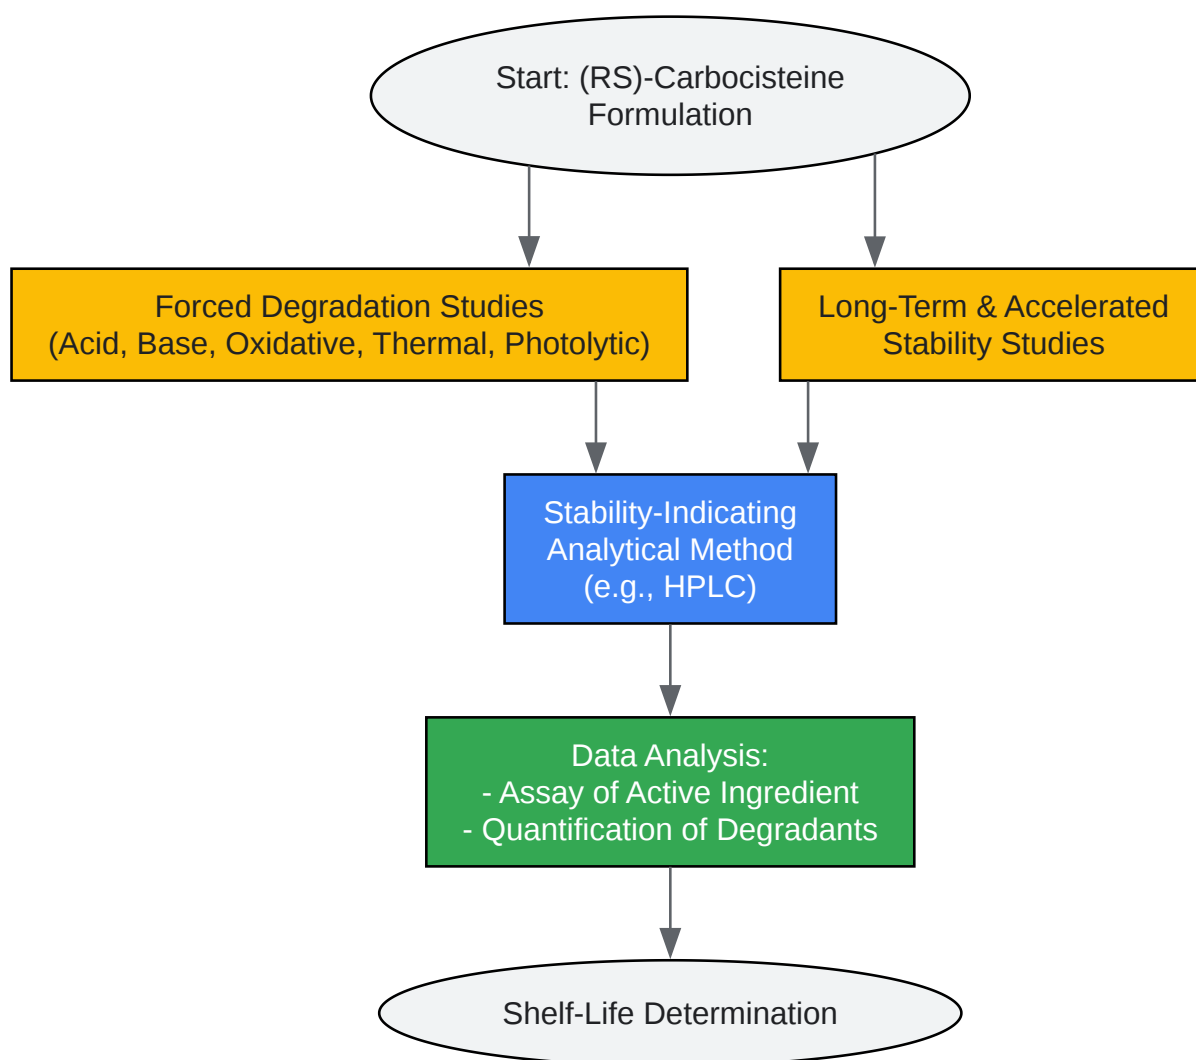 Start: (RS)-Carbocisteine
Formulation
Forced Degradation Studies
(Acid, Base, Oxidative, Thermal, Photolytic)
Long-Term & Accelerated
Stability Studies
Stability-Indicating
Analytical Method
(e.g., HPLC)
Data Analysis:
- Assay of Active Ingredient
- Quantification of Degradants
Shelf-Life Determination